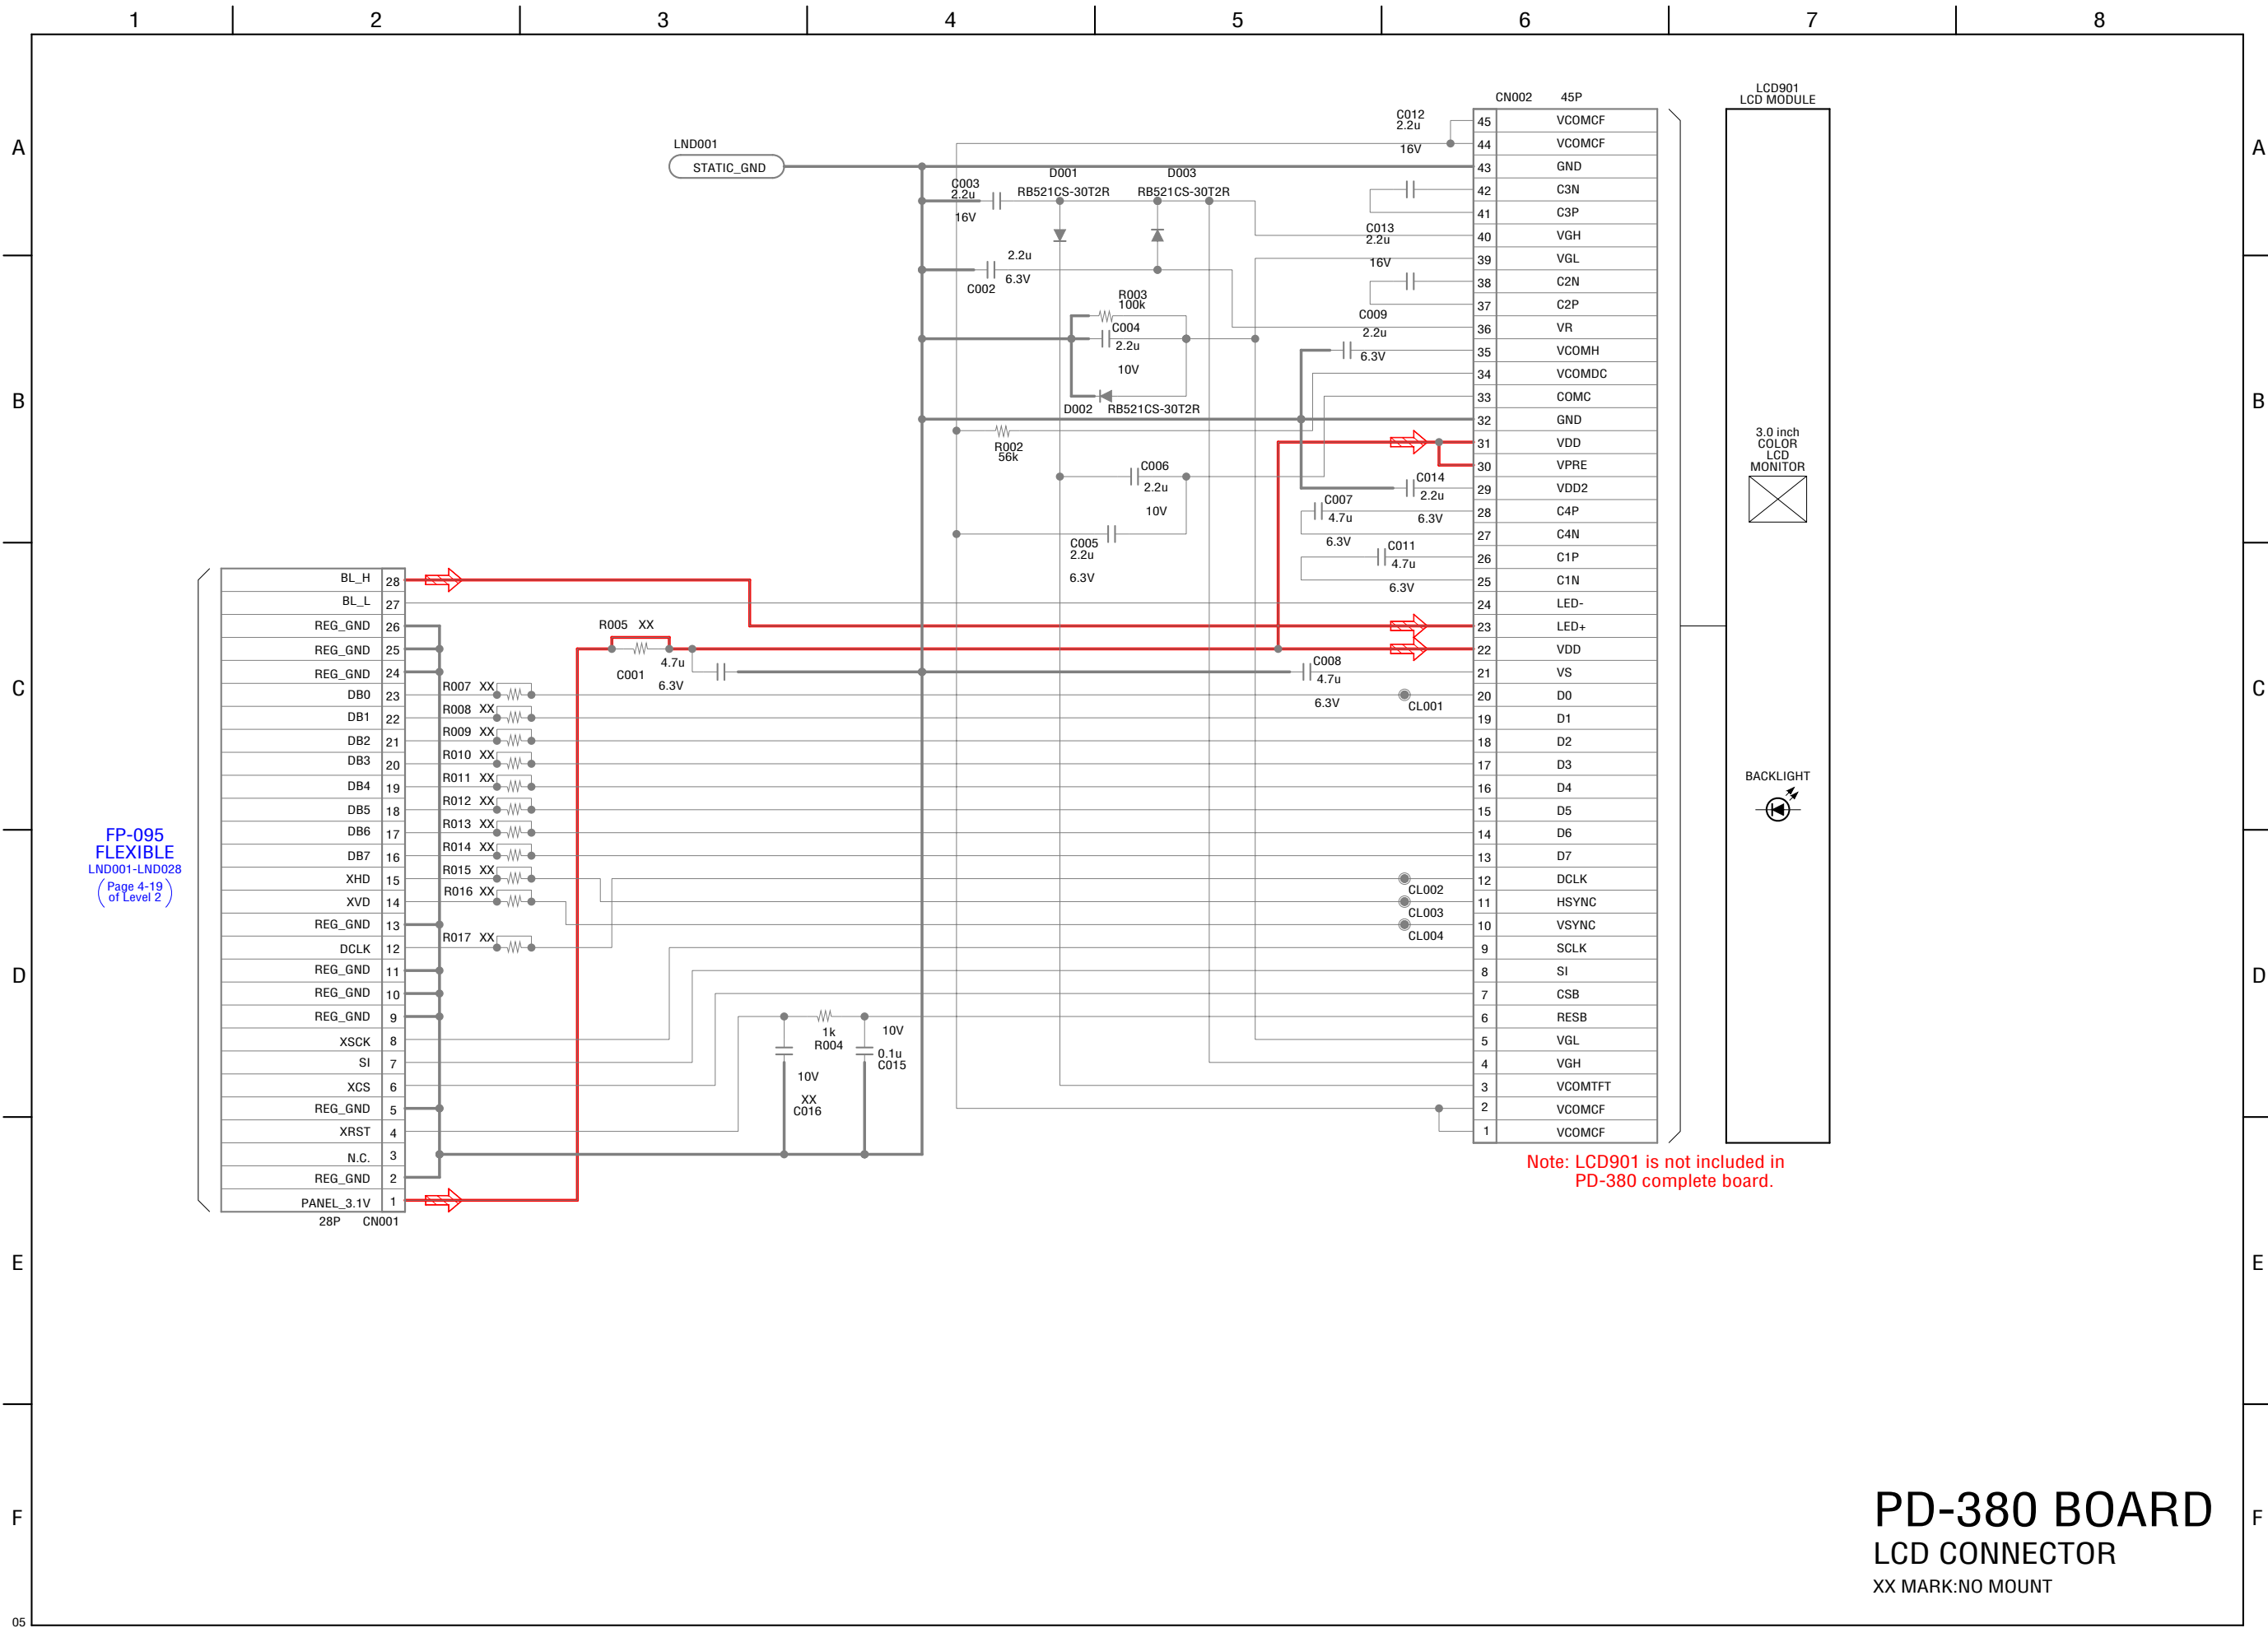 1 2 3 4 5 6 7 8
A A
B B
C C
D D
E E
F F
05
LND001
STATIC_GND
C003
2.2u
16V
D001
RB521CS-30T2R
D003
RB521CS-30T2R
2.2u
6.3V
C002
R003
100k
C004
2.2u
10V
D002 RB521CS-30T2R
R002
56k
C006
2.2u
10V
C005
2.2u
6.3V
C012
2.2u
16V
C013
2.2u
16V
C009
2.2u
6.3V
C014
2.2u
6.3V
C007
4.7u
6.3V
C011
4.7u
6.3V
C008
4.7u
6.3V
CL001
CL002
CL003
CL004
R005 XX
C001
4.7u
6.3V
R007 XX
R008 XX
R009 XX
R010 XX
R011 XX
R012 XX
R013 XX
R014 XX
R015 XX
R016 XX
R017 XX
1k
R004
10V
0.1u
C015
10V
XX
C016
FP-095
FLEXIBLE
LND001-LND028
Page 4-19
of Level 2
BL_H 28
BL_L 27
REG_GND 26
REG_GND 25
REG_GND 24
DB0 23
DB1 22
DB2 21
DB3 20
DB4 19
DB5 18
DB6 17
DB7 16
XHD 15
XVD 14
REG_GND 13
DCLK 12
REG_GND 11
REG_GND 10
REG_GND 9
XSCK 8
SI 7
XCS 6
REG_GND 5
XRST 4
N.C. 3
REG_GND 2
PANEL_3.1V 1
28P CN001
CN002 45P
45 VCOMCF
44 VCOMCF
43 GND
42 C3N
41 C3P
40 VGH
39 VGL
38 C2N
37 C2P
36 VR
35 VCOMH
34 VCOMDC
33 COMC
32 GND
31 VDD
30 VPRE
29 VDD2
28 C4P
27 C4N
26 C1P
25 C1N
24 LED-
23 LED+
22 VDD
21 VS
20 D0
19 D1
18 D2
17 D3
16 D4
15 D5
14 D6
13 D7
12 DCLK
11 HSYNC
10 VSYNC
9 SCLK
8 SI
7 CSB
6 RESB
5 VGL
4 VGH
3 VCOMTFT
2 VCOMCF
1 VCOMCF
LCD901
LCD MODULE
3.0 inch
COLOR
LCD
MONITOR
BACKLIGHT
Note: LCD901 is not included in
PD-380 complete board.
PD-380 BOARD
LCD CONNECTOR
XX MARK:NO MOUNT